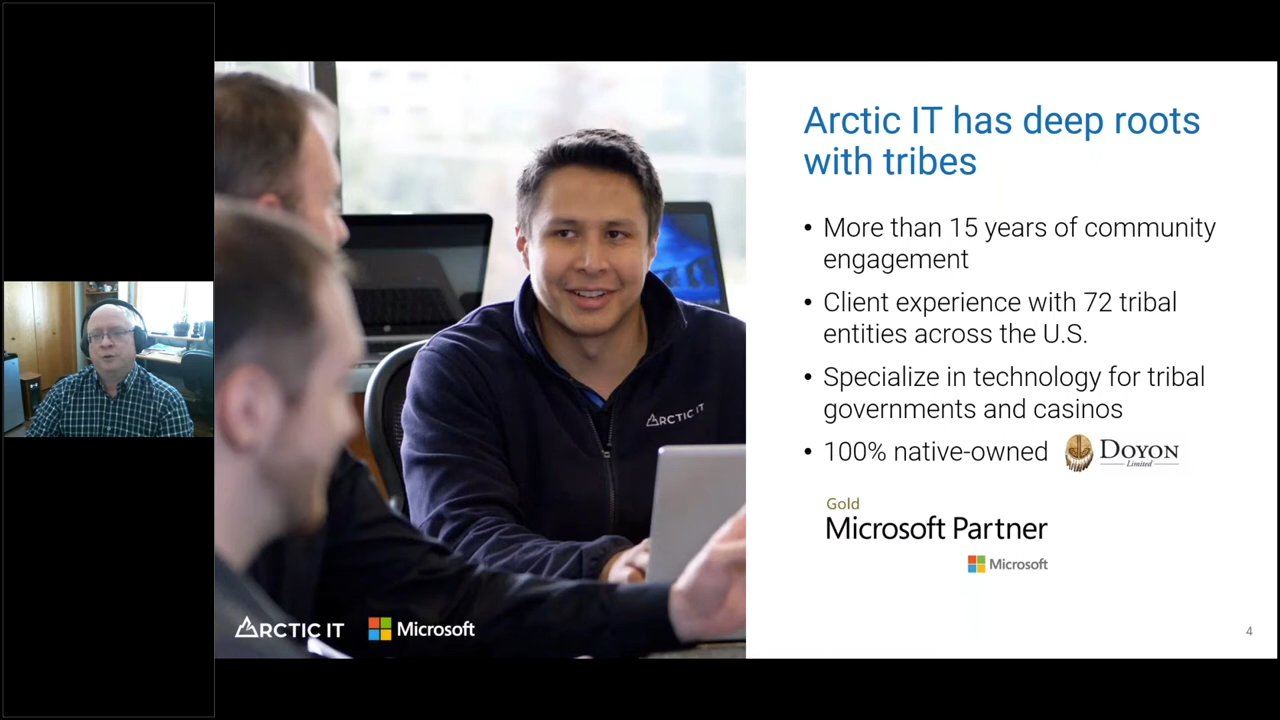 Arctic IT has deep roots
with tribes
• More than 15 years of community
engagement
• Client experience with 72 tribal
entities across the U.S.
• Specialize in technology for tribal
governments and casinos
• 100% native-owned
DOYON
Limited
Gold
Microsoft Partner
Microsoft
ARCTIC IT
ARCTIC IT
Microsoft
4